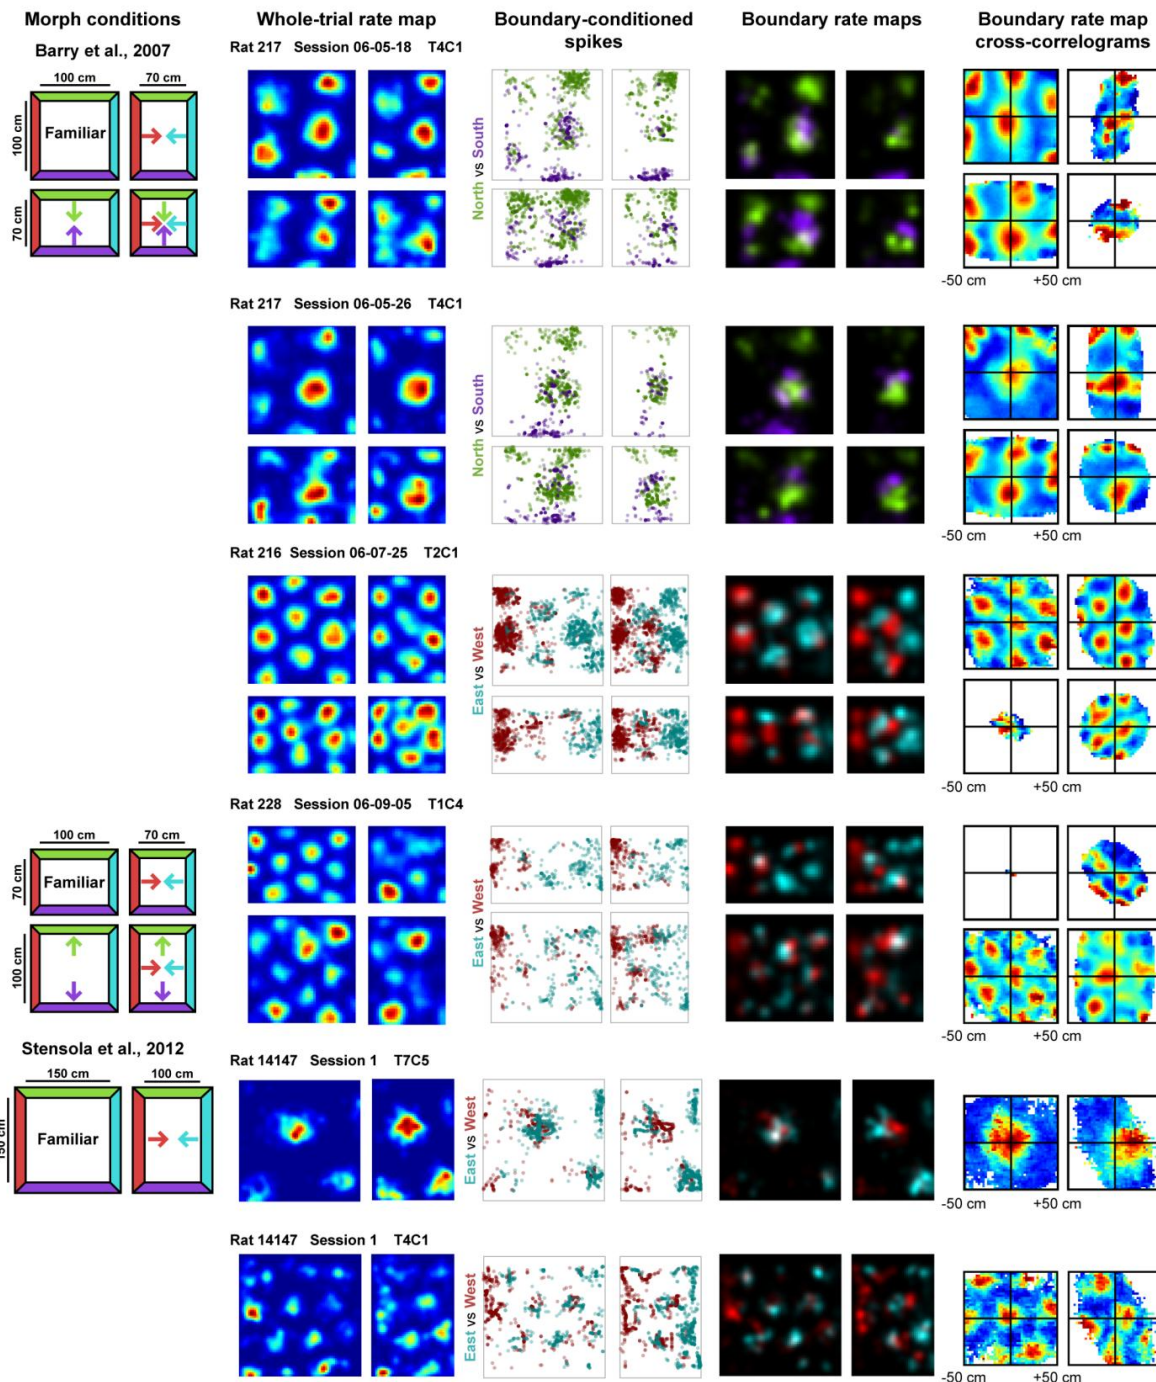 Morph conditions
Whole-trial rate map
Boundary-conditioned
spikes
Boundary rate maps
Boundary rate map
cross-correlograms
Barry et al., 2007
100 cm
70 cm
100 cm
Familiar
70 cm
Rat 217 Session 06-05-18 T4C1
North vs South
-50 cm +50 cm
Rat 217 Session 06-05-26 T4C1
North vs South
-50 cm +50 cm
Rat 216 Session 06-07-25 T2C1
East vs West
-50 cm +50 cm
Rat 228 Session 06-09-05 T1C4
100 cm
70 cm
70 cm
Familiar
100 cm
East vs West
-50 cm +50 cm
Stensola et al., 2012
150 cm
100 cm
150 cm
Familiar
Rat 14147 Session 1 T7C5
East vs West
-50 cm +50 cm
Rat 14147 Session 1 T4C1
East vs West
-50 cm +50 cm